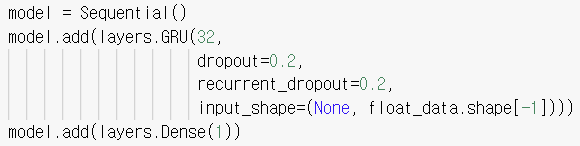 model = Sequential()
model.add(layers.GRU(32,
                     dropout=0.2,
                     recurrent_dropout=0.2,
                     input_shape=(None, float_data.shape[-1])))
model.add(layers.Dense(1))